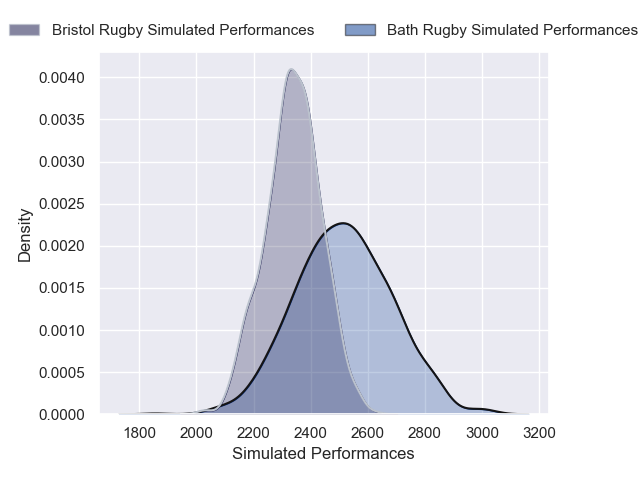 Bristol Rugby Simulated Performances
Bath Rugby Simulated Performances
0.0040
0.0035
0.0030
0.0025
0.0020
0.0015
0.0010
0.0005
0.0000
Density
1800 2000 2200 2400 2600 2800 3000 3200
Simulated Performances